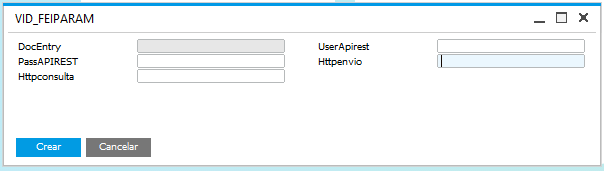 VID_FEIPARAM
DocEntry UserApirest
PassAPIREST Httpenvio
Httpconsulta
Crear Cancelar